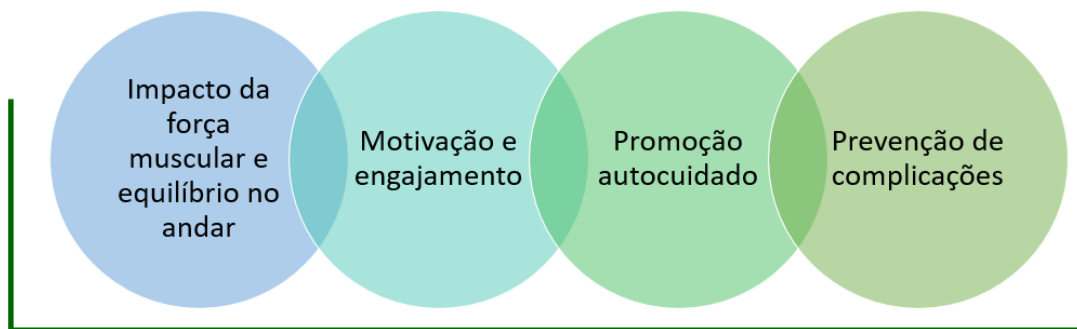 Impacto da
força
muscular e
equilíbrio no
andar
Motivação e
engajamento
Promoção
autocuidado
Prevenção de
complicações